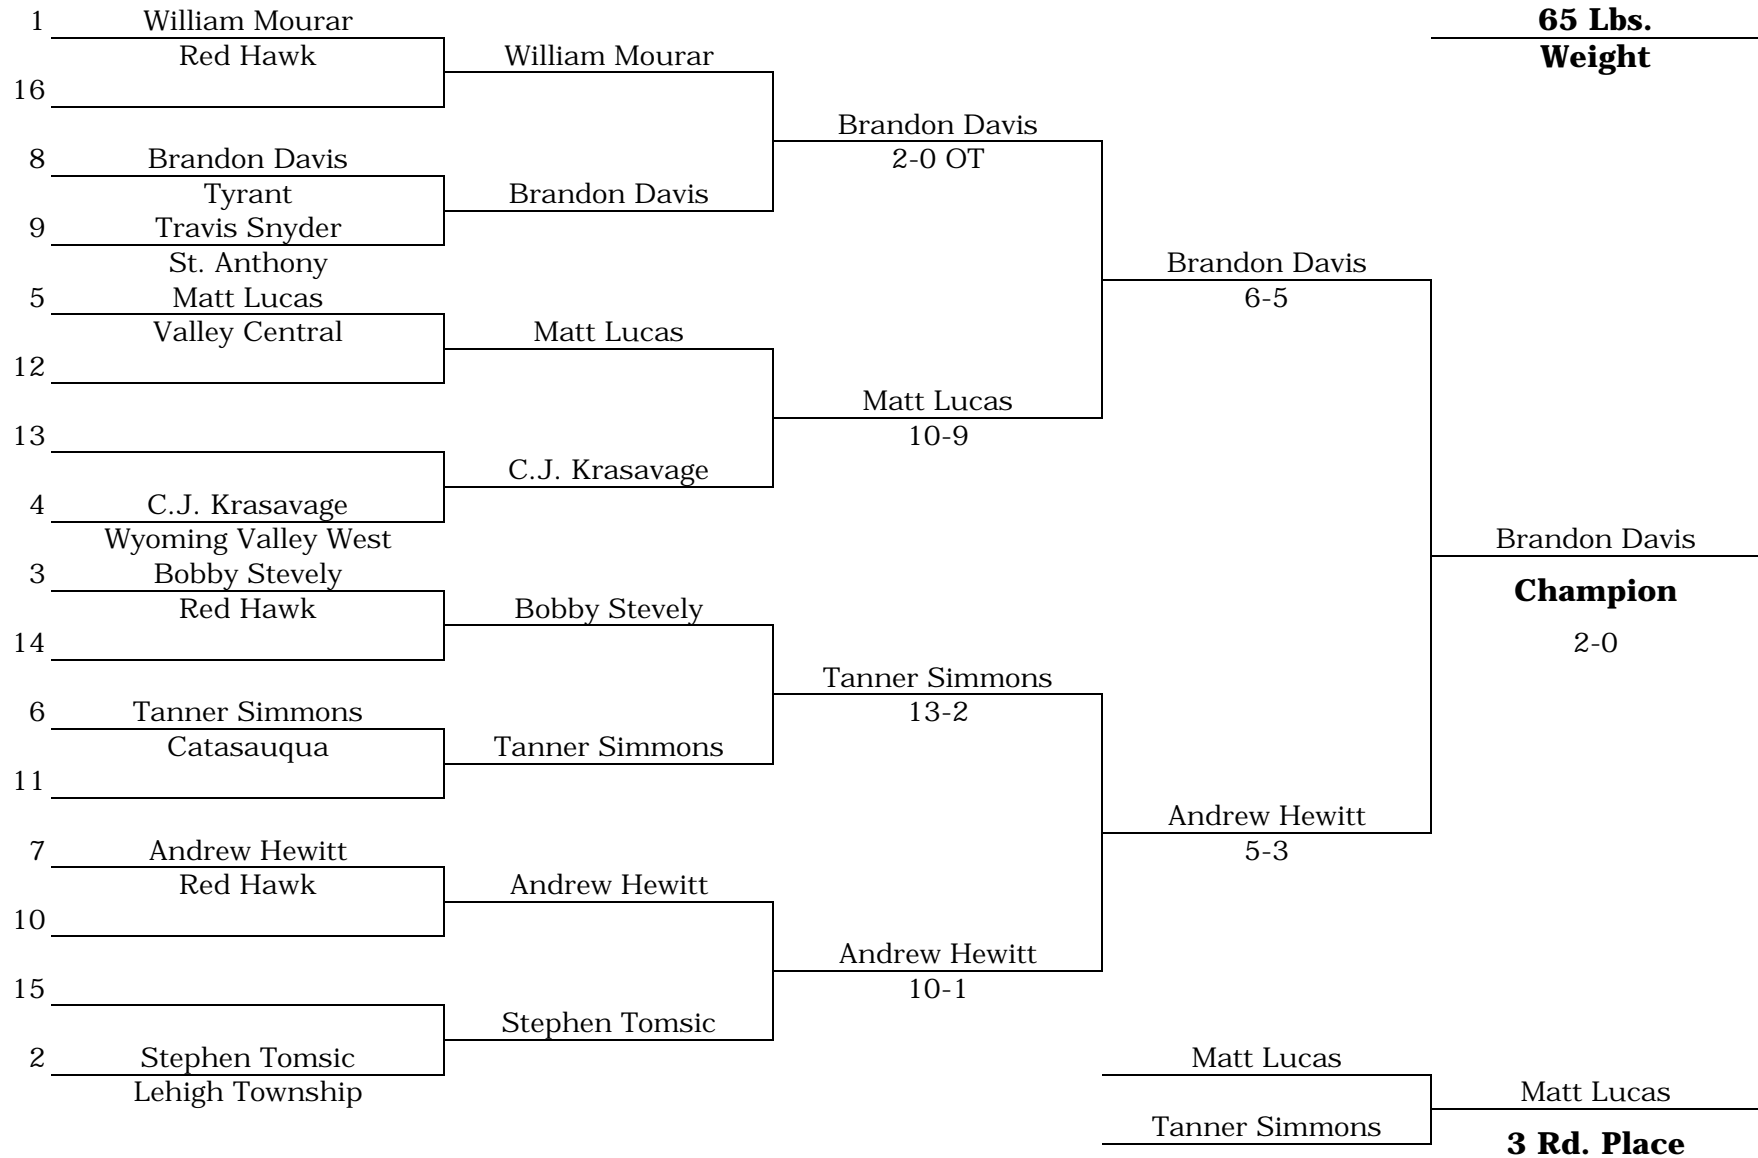 1 William Mourar
Red Hawk
16
8 Brandon Davis
Tyrant
9 Travis Snyder
St. Anthony
5 Matt Lucas
Valley Central
12
13
4 C.J. Krasavage
Wyoming Valley West
3 Bobby Stevely
Red Hawk
14
6 Tanner Simmons
Catasauqua
11
7 Andrew Hewitt
Red Hawk
10
15
2 Stephen Tomsic
Lehigh Township
William Mourar
Brandon Davis
Matt Lucas
C.J. Krasavage
Bobby Stevely
Tanner Simmons
Andrew Hewitt
Stephen Tomsic
Brandon Davis
2-0 OT
Matt Lucas
10-9
Tanner Simmons
13-2
Andrew Hewitt
10-1
Brandon Davis
6-5
Andrew Hewitt
5-3
Matt Lucas
Tanner Simmons
65 Lbs.
Weight
Brandon Davis
Champion
2-0
Matt Lucas
3 Rd. Place